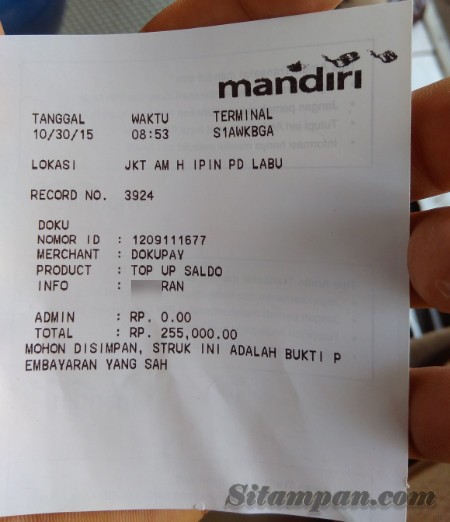 mandiri
TANGGAL WAKTU TERMINAL
10/30/15 08:53 S1AWKBGA
LOKASI JKT AM H IPIN PD LABU
RECORD NO. 3924
DOKU
NOMOR ID : 1209111677
MERCHANT : DOKUPAY
PRODUCT : TOP UP SALDO
INFO : RAN
ADMIN : RP. 0.00
TOTAL : RP. 255,000.00
MOHON DISIMPAN, STRUK INI ADALAH BUKTI P
EMBAYARAN YANG SAH
Sitampan.com